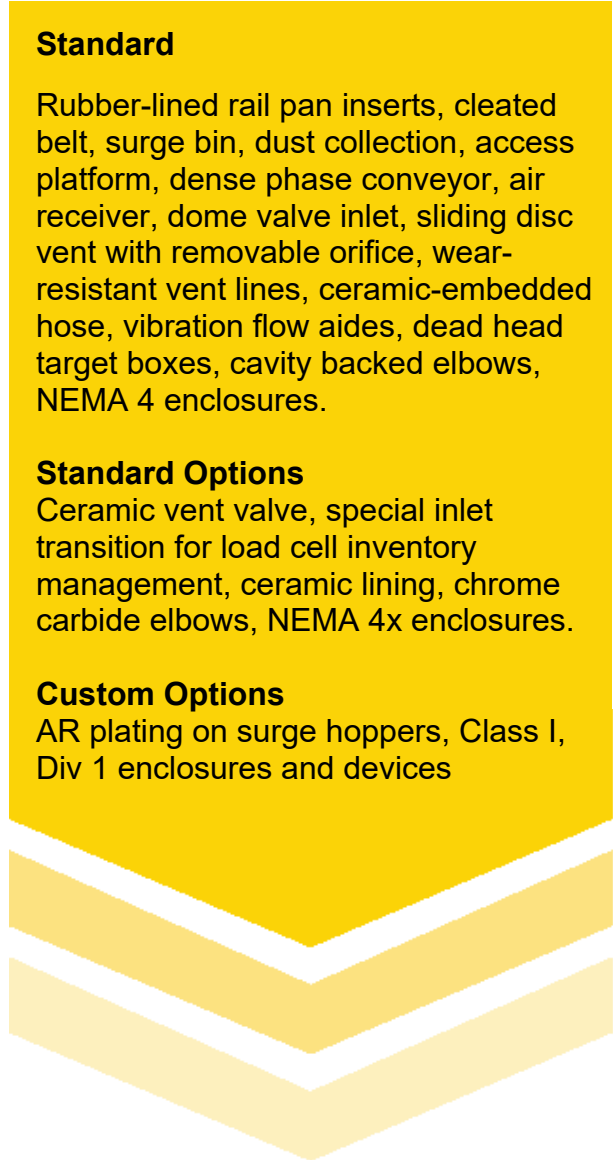 Standard
Rubber-lined rail pan inserts, cleated
belt, surge bin, dust collection, access
platform, dense phase conveyor, air
receiver, dome valve inlet, sliding disc
vent with removable orifice, wear-
resistant vent lines, ceramic-embedded
hose, vibration flow aides, dead head
target boxes, cavity backed elbows,
NEMA 4 enclosures.
Standard Options
Ceramic vent valve, special inlet
transition for load cell inventory
management, ceramic lining, chrome
carbide elbows, NEMA 4x enclosures.
Custom Options
AR plating on surge hoppers, Class I,
Div 1 enclosures and devices